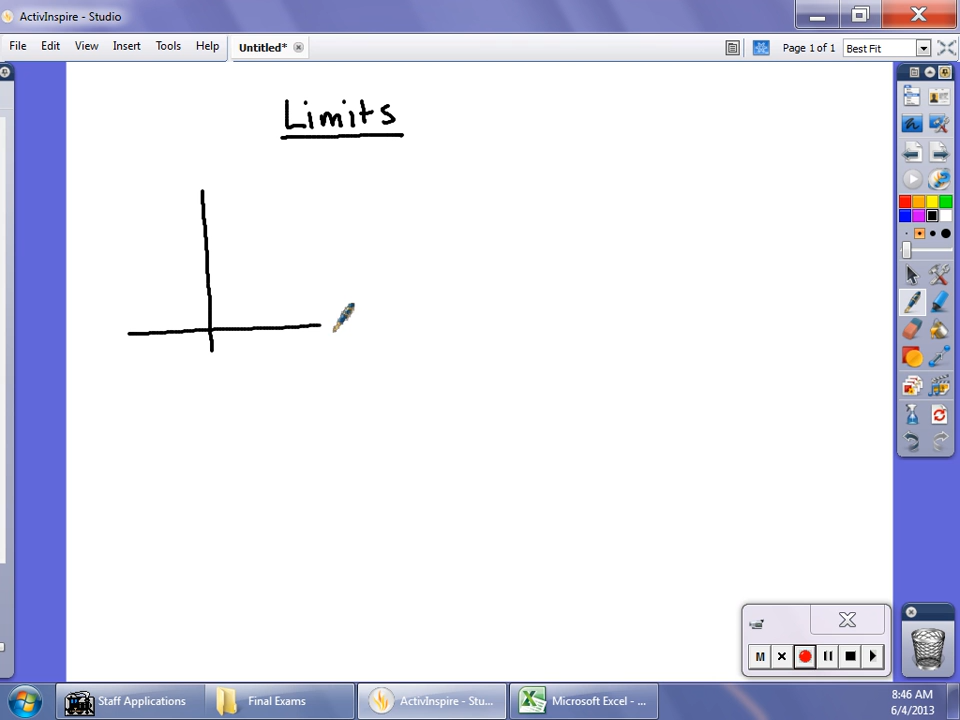 ActivInspire - Studio
File Edit View Insert Tools Help Untitled* Page 1 of 1 Best Fit
Limits
M
Staff Applications Final Exams ActivInspire - Stu... Microsoft Excel - ...
8:46 AM
6/4/2013